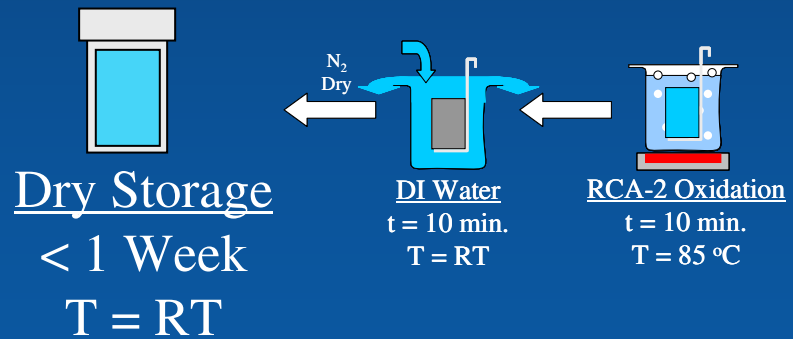 N₂
Dry
Dry Storage
< 1 Week
T = RT
DI Water
t = 10 min.
T = RT
RCA-2 Oxidation
t = 10 min.
T = 85 ºC